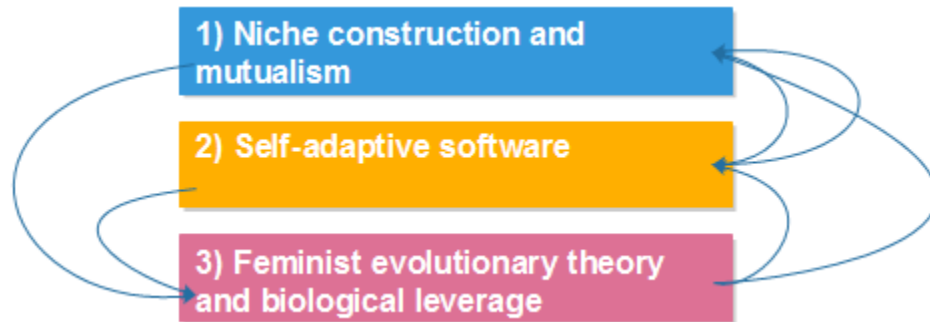 1) Niche construction and
mutualism
2) Self-adaptive software
3) Feminist evolutionary theory
and biological leverage